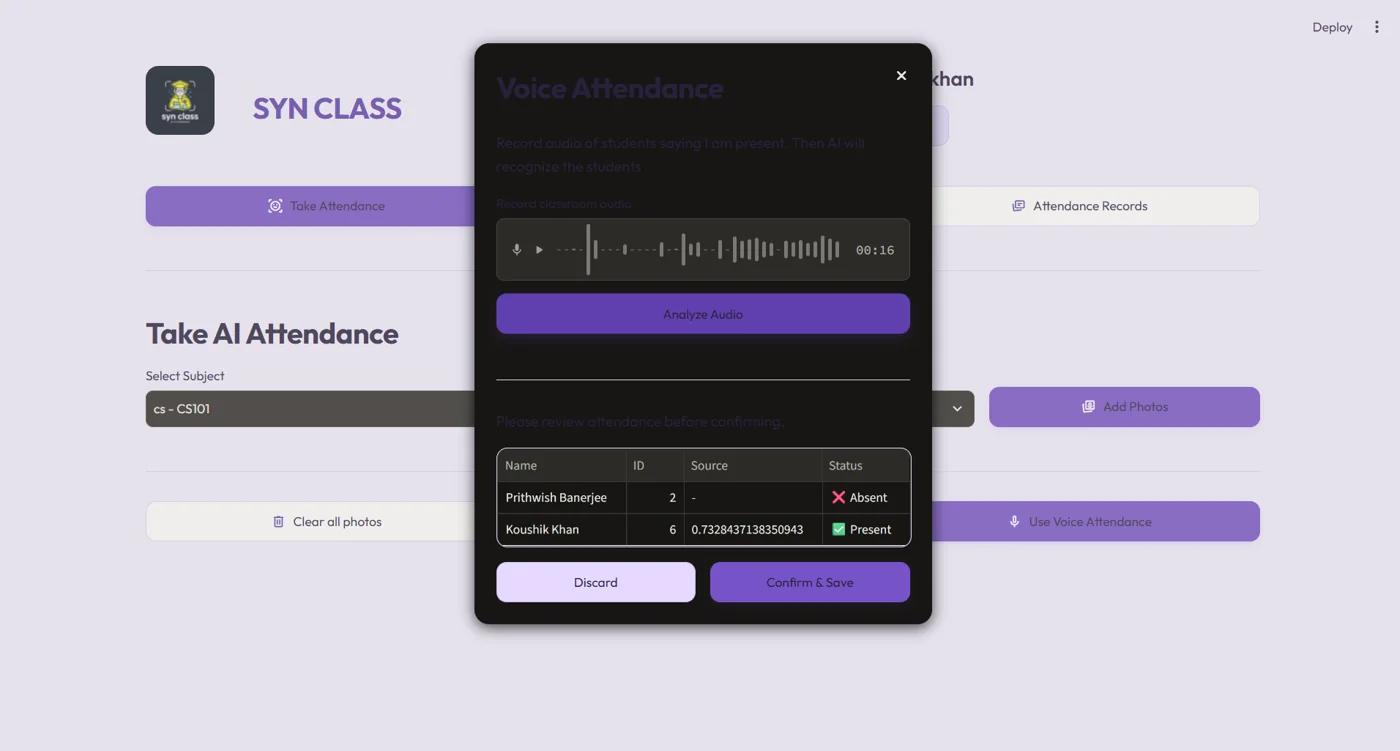 Deploy
syn class
SYN CLASS
khan
Take Attendance
Attendance Records
Take AI Attendance
Select Subject
cs - CS101
Add Photos
Clear all photos
Use Voice Attendance
Voice Attendance
Record audio of students saying I am present. Then AI will
recognize the students
Record classroom audio
00:16
Analyze Audio
Please review attendance before confirming.
Name ID Source Status
Prithwish Banerjee 2 - ❌ Absent
Koushik Khan 6 0.7328437138350943 ✅ Present
Discard
Confirm & Save